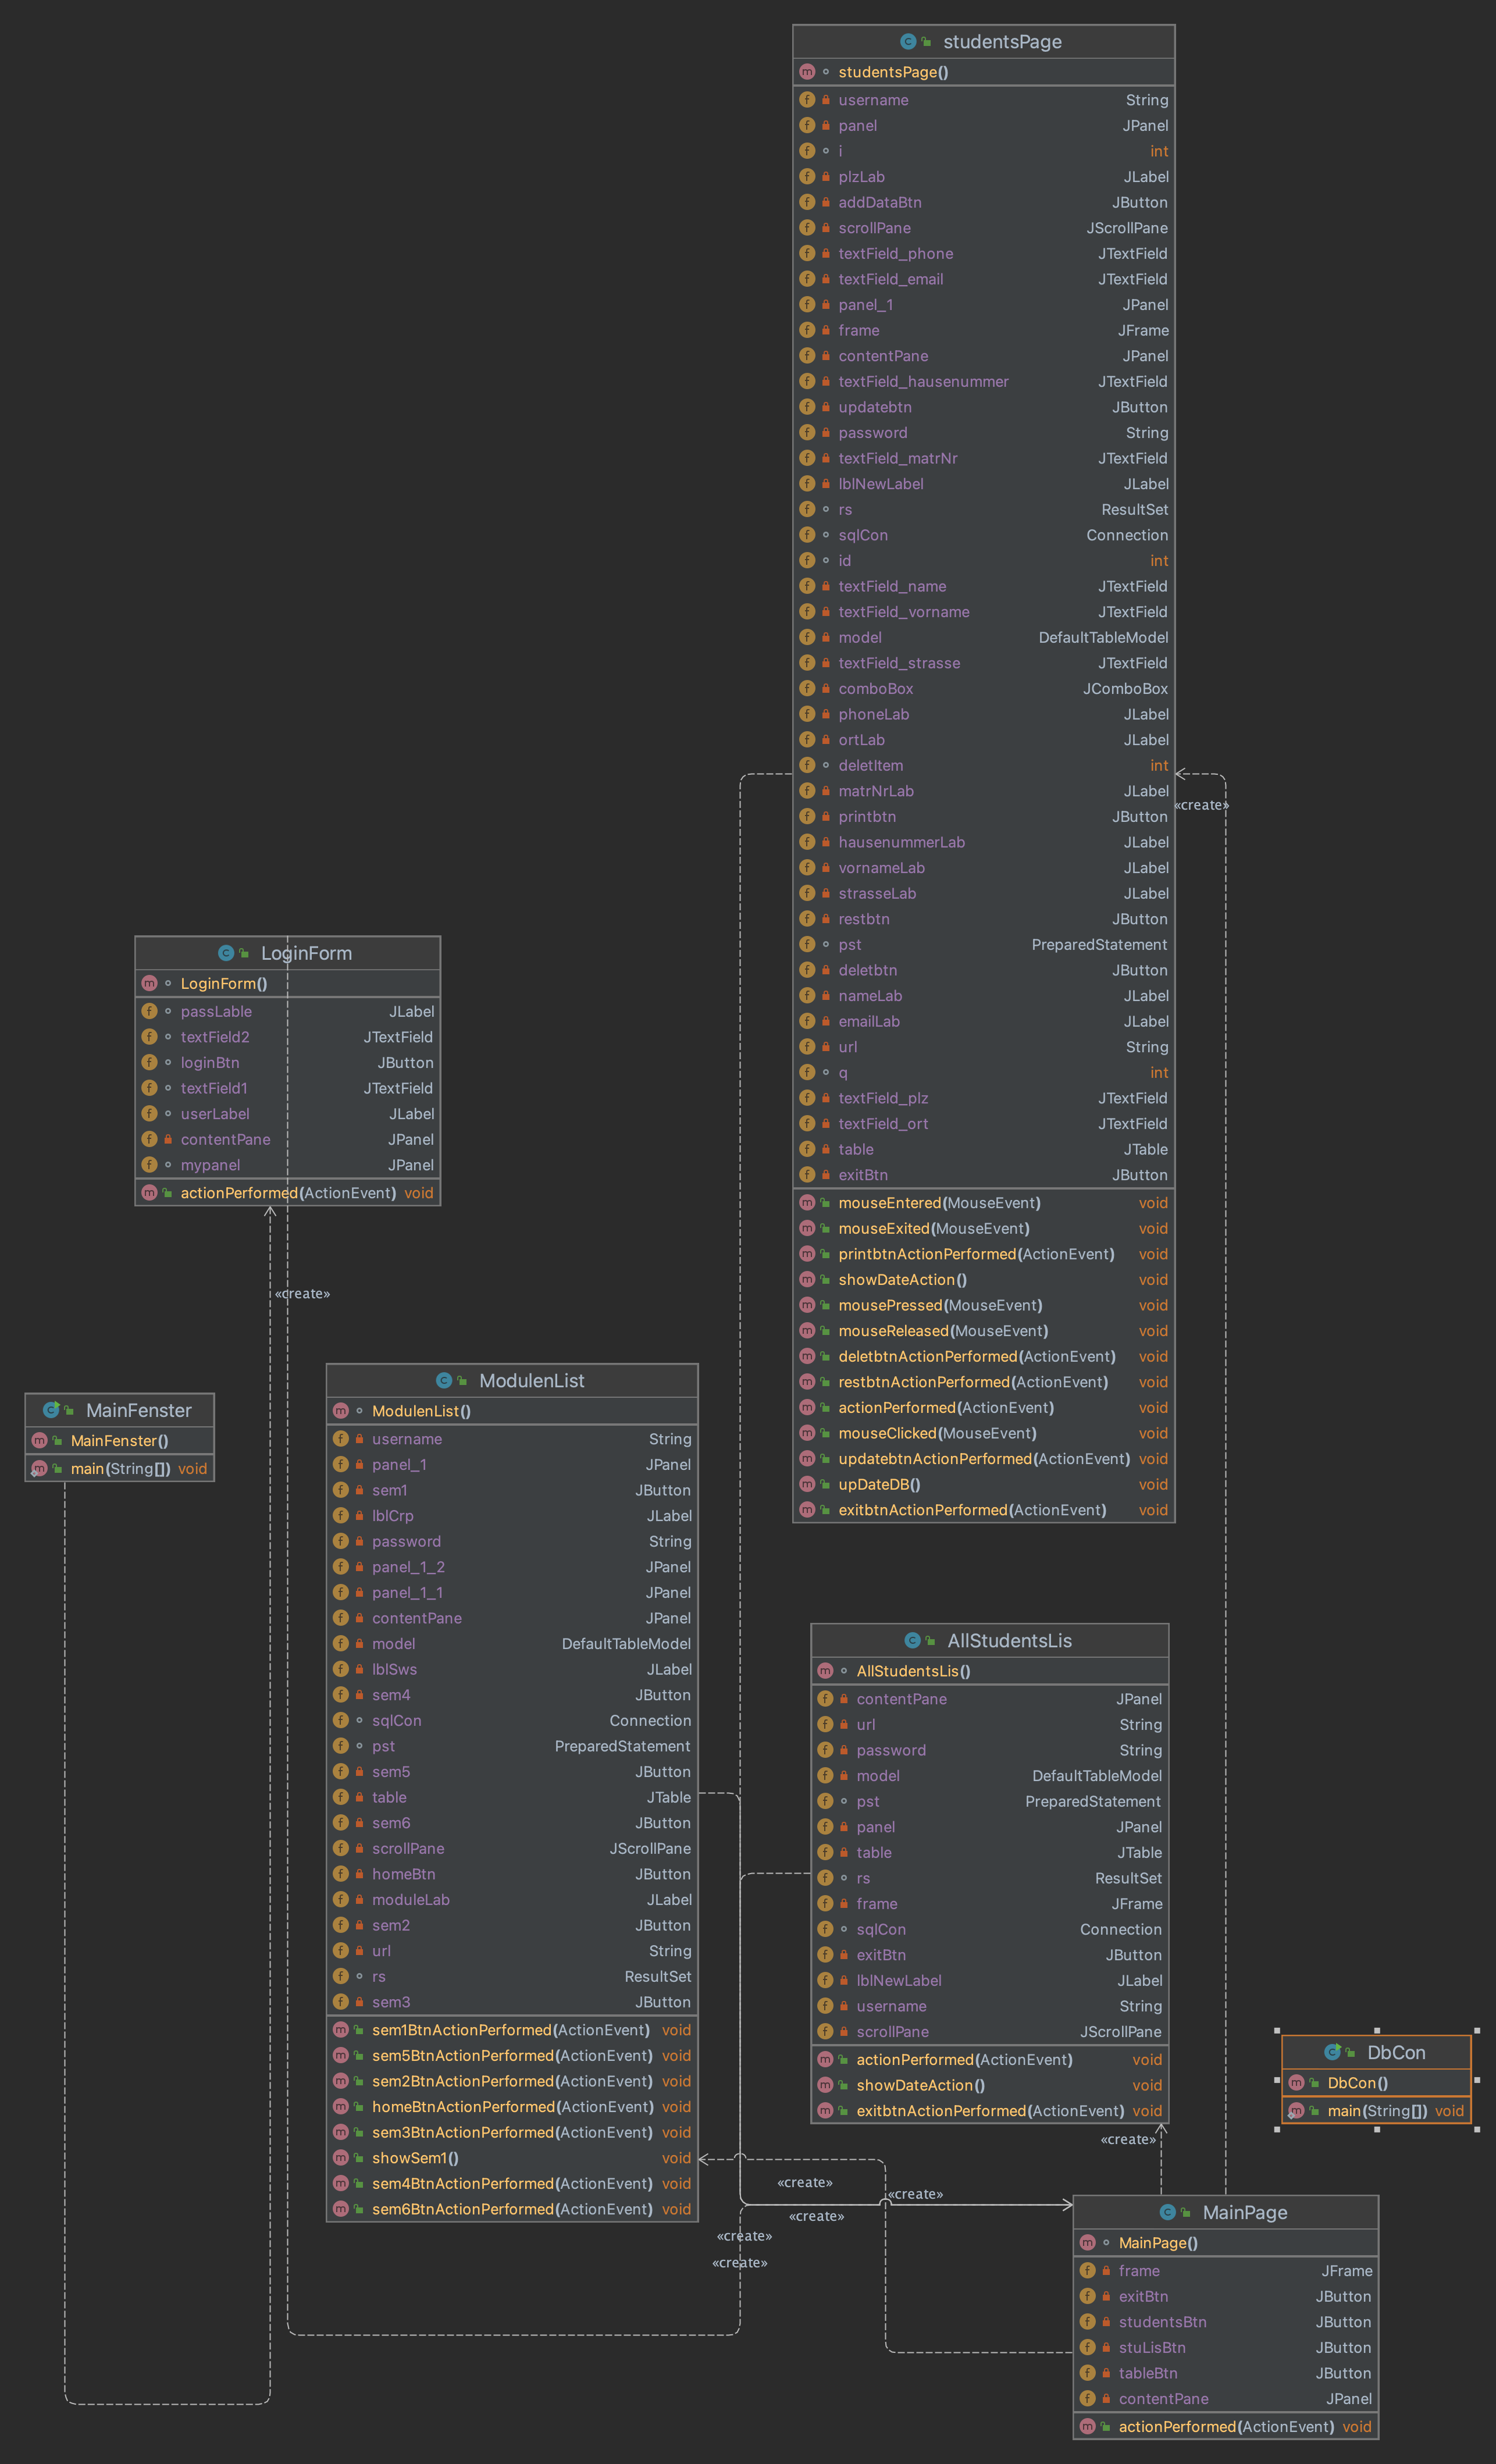 studentsPage
studentsPage()
username String
panel JPanel
i int
plzLab JLabel
addDataBtn JButton
scrollPane JScrollPane
textField_phone JTextField
textField_email JTextField
panel_1 JPanel
frame JFrame
contentPane JPanel
textField_hausenummer JTextField
updatebtn JButton
password String
textField_matrNr JTextField
lblNewLabel JLabel
rs ResultSet
sqlCon Connection
id int
textField_name JTextField
textField_vorname JTextField
model DefaultTableModel
textField_strasse JTextField
comboBox JComboBox
phoneLab JLabel
ortLab JLabel
deletItem int
matrNrLab JLabel
printbtn JButton
hausenummerLab JLabel
vornameLab JLabel
strasseLab JLabel
restbtn JButton
pst PreparedStatement
deletbtn JButton
nameLab JLabel
emailLab JLabel
url String
q int
textField_plz JTextField
textField_ort JTextField
table JTable
exitBtn JButton
mouseEntered(MouseEvent) void
mouseExited(MouseEvent) void
printbtnActionPerformed(ActionEvent) void
showDateAction() void
mousePressed(MouseEvent) void
mouseReleased(MouseEvent) void
deletbtnActionPerformed(ActionEvent) void
restbtnActionPerformed(ActionEvent) void
actionPerformed(ActionEvent) void
mouseClicked(MouseEvent) void
updatebtnActionPerformed(ActionEvent) void
upDateDB() void
exitbtnActionPerformed(ActionEvent) void
«create»
LoginForm
LoginForm()
passLable JLabel
textField2 JTextField
loginBtn JButton
textField1 JTextField
userLabel JLabel
contentPane JPanel
mypanel JPanel
actionPerformed(ActionEvent) void
«create»
MainFenster
MainFenster()
main(String[]) void
ModulenList
ModulenList()
username String
panel_1 JPanel
sem1 JButton
lblCrp JLabel
password String
panel_1_2 JPanel
panel_1_1 JPanel
contentPane JPanel
model DefaultTableModel
lblSws JLabel
sem4 JButton
sqlCon Connection
pst PreparedStatement
sem5 JButton
table JTable
sem6 JButton
scrollPane JScrollPane
homeBtn JButton
moduleLab JLabel
sem2 JButton
url String
rs ResultSet
sem3 JButton
sem1BtnActionPerformed(ActionEvent) void
sem5BtnActionPerformed(ActionEvent) void
sem2BtnActionPerformed(ActionEvent) void
homeBtnActionPerformed(ActionEvent) void
sem3BtnActionPerformed(ActionEvent) void
showSem1() void
sem4BtnActionPerformed(ActionEvent) void
sem6BtnActionPerformed(ActionEvent) void
AllStudentsLis
AllStudentsLis()
contentPane JPanel
url String
password String
model DefaultTableModel
pst PreparedStatement
panel JPanel
table JTable
rs ResultSet
frame JFrame
sqlCon Connection
exitBtn JButton
lblNewLabel JLabel
username String
scrollPane JScrollPane
actionPerformed(ActionEvent) void
showDateAction() void
exitbtnActionPerformed(ActionEvent) void
DbCon
DbCon()
main(String[]) void
«create»
«create»
«create»
«create»
«create»
«create»
MainPage
MainPage()
frame JFrame
exitBtn JButton
studentsBtn JButton
stuLisBtn JButton
tableBtn JButton
contentPane JPanel
actionPerformed(ActionEvent) void